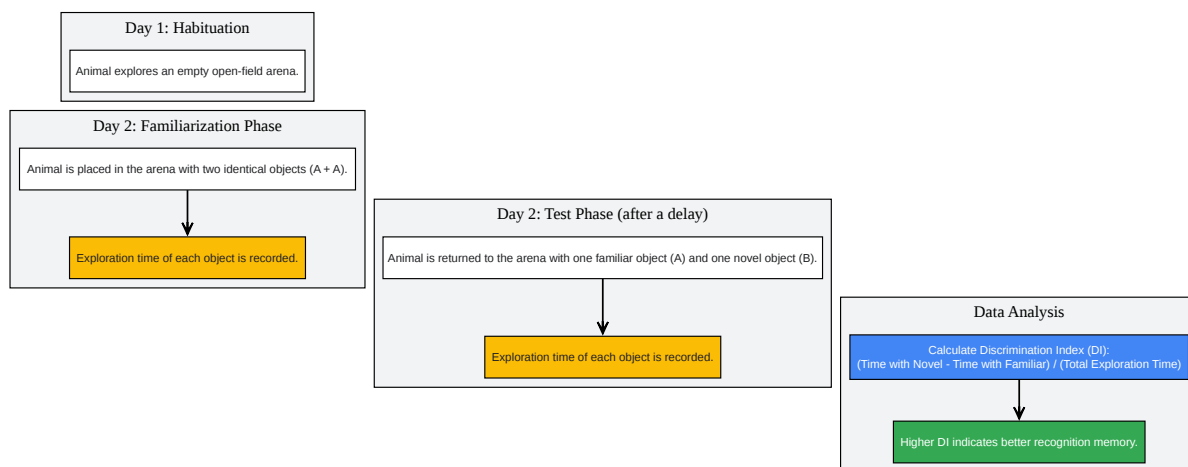 Day 1: Habituation
Animal explores an empty open-field arena.
Day 2: Familiarization Phase
Animal is placed in the arena with two identical objects (A + A).
Exploration time of each object is recorded.
Day 2: Test Phase (after a delay)
Animal is returned to the arena with one familiar object (A) and one novel object (B).
Exploration time of each object is recorded.
Data Analysis
Calculate Discrimination Index (DI):
(Time with Novel - Time with Familiar) / (Total Exploration Time)
Higher DI indicates better recognition memory.